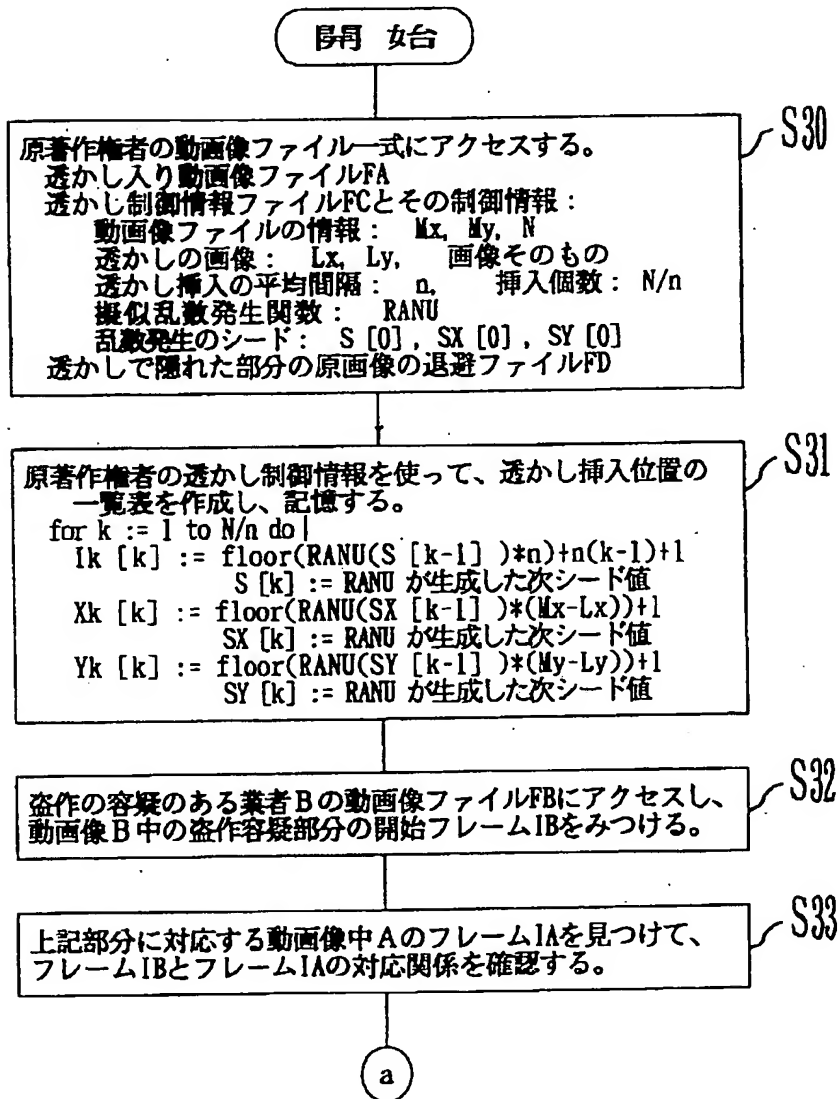 開 始
S30
原著作権者の動画像ファイル一式にアクセスする。
透かし入り動画像ファイルFA
透かし制御情報ファイルFCとその制御情報：
動画像ファイルの情報： Mx, My, N
透かしの画像： Lx, Ly, 画像そのもの
透かし挿入の平均間隔： n, 挿入個数： N/n
擬似乱数発生関数： RANU
乱数発生のシード： S [0] , SX [0] , SY [0]
透かしで隠れた部分の原画像の退避ファイルFD
S31
原著作権者の透かし制御情報を使って、透かし挿入位置の
一覧表を作成し、記憶する。
for k := 1 to N/n do |
Ik [k] := floor(RANU(S [k-1] )*n)+n(k-1)+1
S [k] := RANU が生成した次シード値
Xk [k] := floor(RANU(SX [k-1] )*(Mx-Lx))+1
SX [k] := RANU が生成した次シード値
Yk [k] := floor(RANU(SY [k-1] )*(My-Ly))+1
SY [k] := RANU が生成した次シード値
S32
盗作の容疑のある業者Bの動画像ファイルFBにアクセスし、
動画像B中の盗作容疑部分の開始フレームIBをみつける。
S33
上記部分に対応する動画像中AのフレームIAを見つけて、
フレームIBとフレームIAの対応関係を確認する。
a